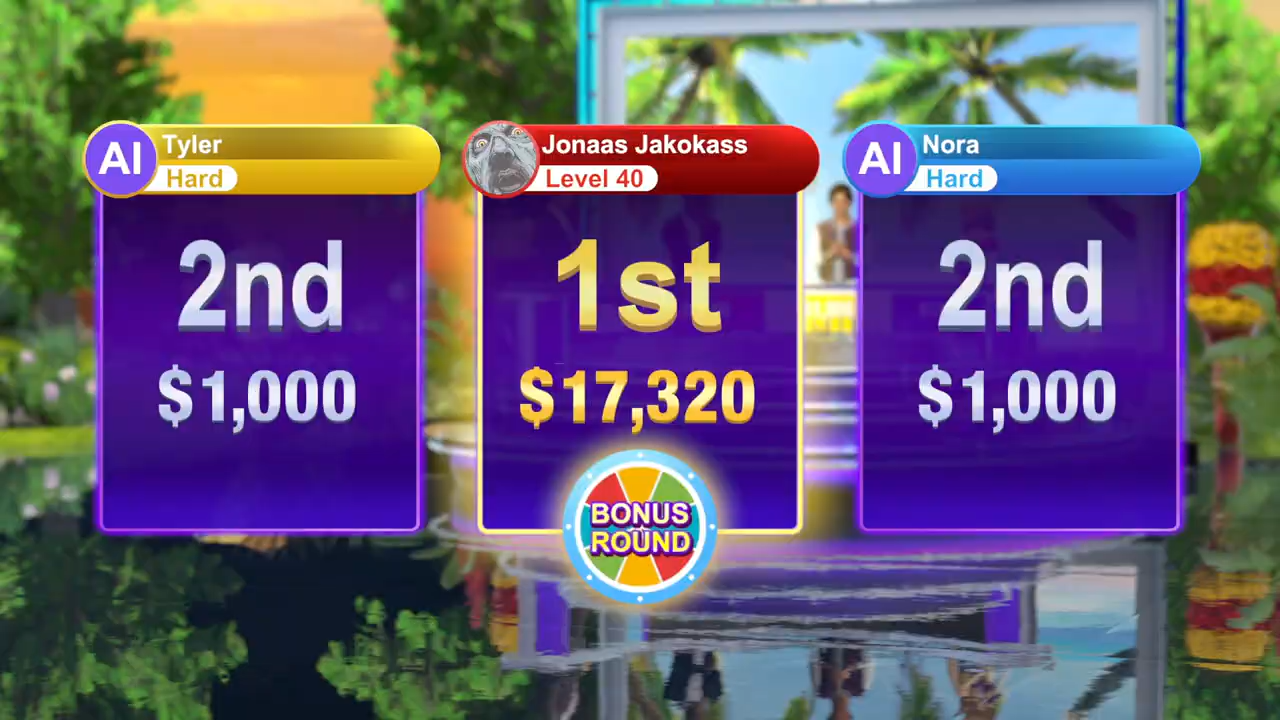 AI
Tyler
Hard
2nd
$1,000
Jonaas Jakokass
Level 40
1st
$17,320
BONUS
ROUND
AI
Nora
Hard
2nd
$1,000